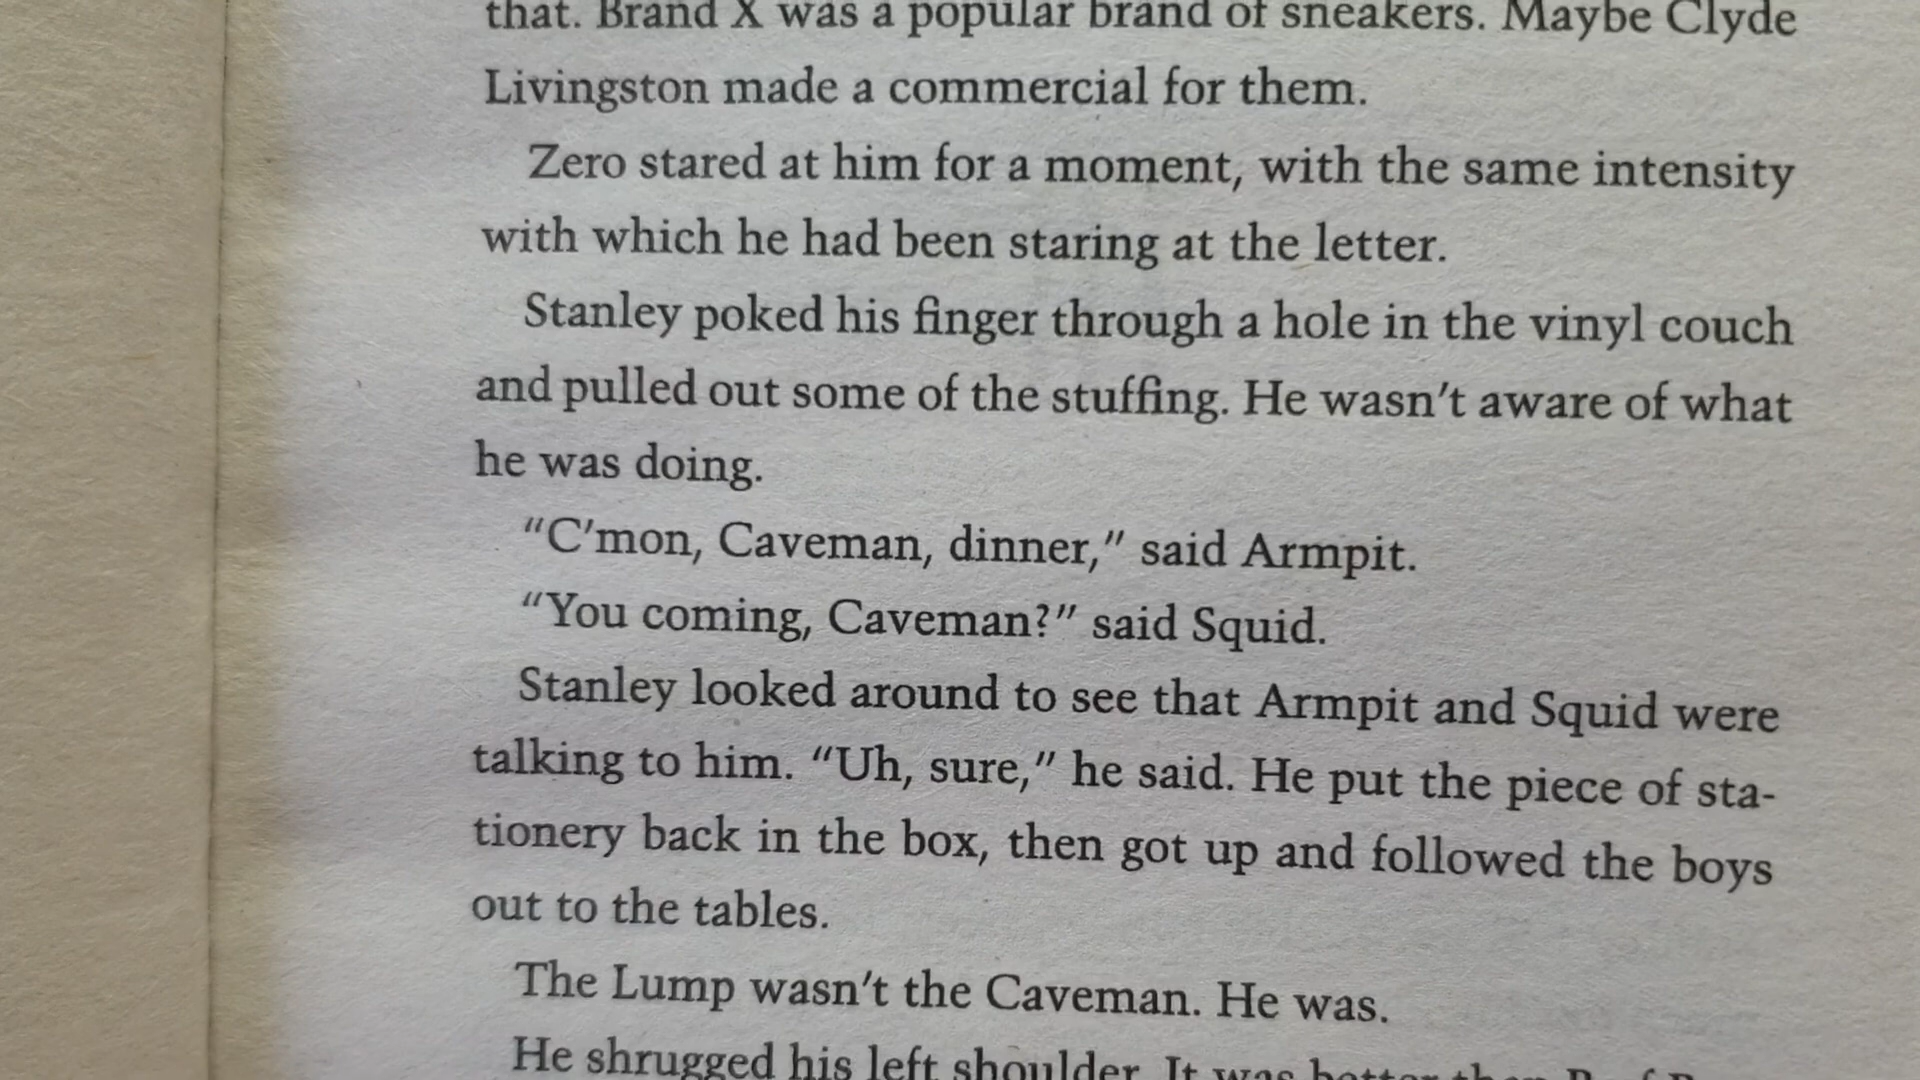 that. Brand X was a popular brand of sneakers. Maybe Clyde
Livingston made a commercial for them.
Zero stared at him for a moment, with the same intensity
with which he had been staring at the letter.
Stanley poked his finger through a hole in the vinyl couch
and pulled out some of the stuffing. He wasn't aware of what
he was doing.
"C'mon, Caveman, dinner," said Armpit.
"You coming, Caveman?" said Squid.
Stanley looked around to see that Armpit and Squid were
talking to him. "Uh, sure," he said. He put the piece of sta-
tionery back in the box, then got up and followed the boys
out to the tables.
The Lump wasn't the Caveman. He was.
He shrugged his left shoulder. It was better than